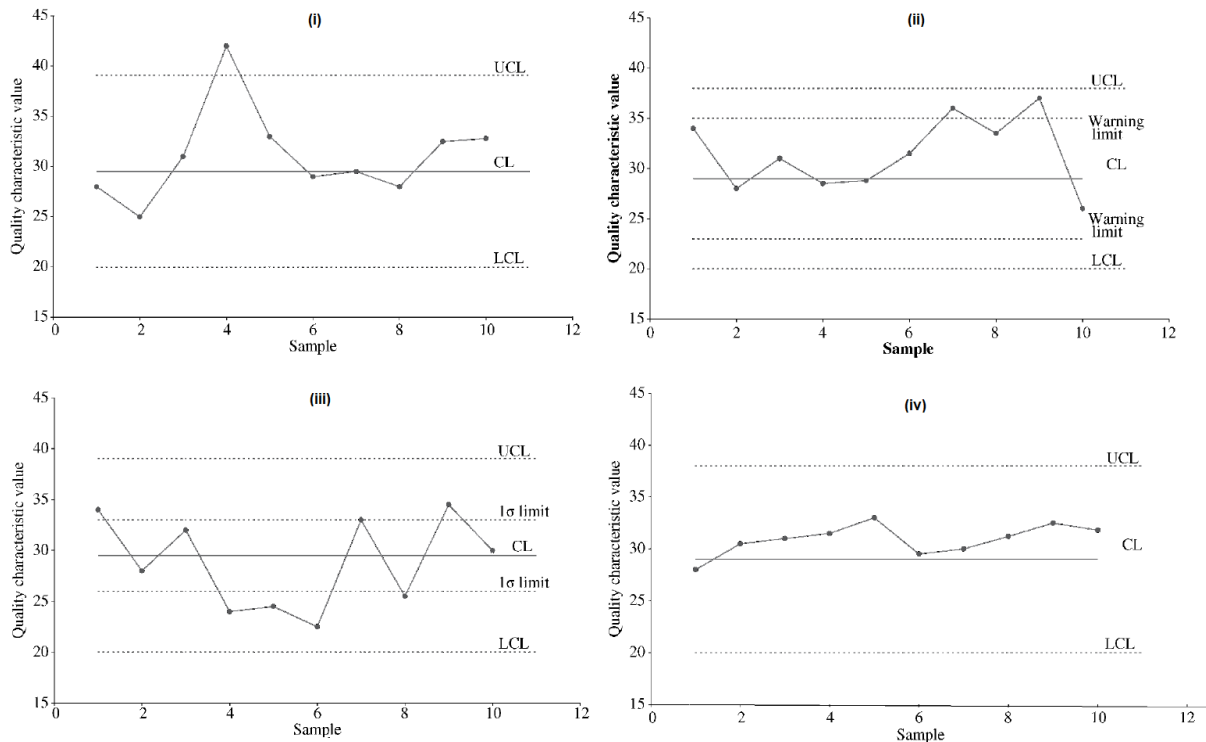 (i)
45
40
35
30
25
20
15
Quality characteristic value
UCL
CL
LCL
0 2 4 6 8 10 12
Sample
(ii)
45
40
35
30
25
20
15
Quality characteristic value
UCL
Warning
limit
CL
Warning
limit
LCL
0 2 4 6 8 10 12
Sample
(iii)
45
40
35
30
25
20
15
Quality characteristic value
UCL
1σ limit
CL
1σ limit
LCL
0 2 4 6 8 10 12
Sample
(iv)
45
40
35
30
25
20
15
Quality characteristic value
UCL
CL
LCL
0 2 4 6 8 10 12
Sample